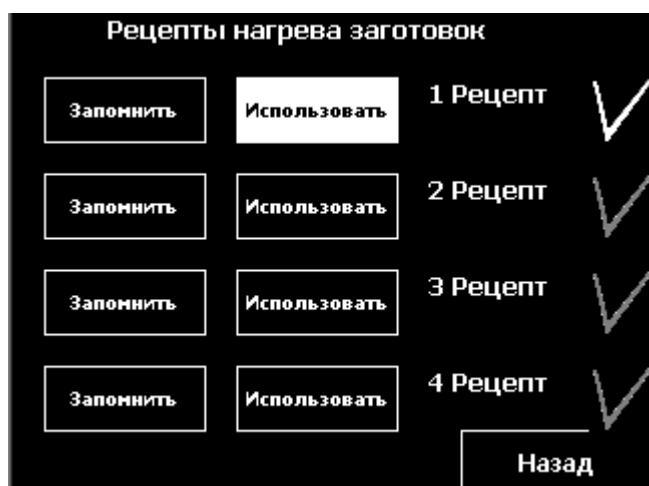 Рецепты нагрева заготовок
Запомнить Использовать 1 Рецепт
Запомнить Использовать 2 Рецепт
Запомнить Использовать 3 Рецепт
Запомнить Использовать 4 Рецепт
Назад